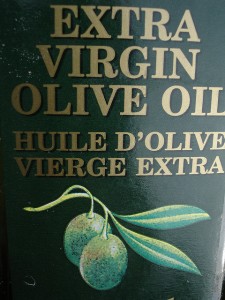 EXTRA
VIRGIN
OLIVE OIL
HUILE D'OLIVE
VIERGE EXTRA